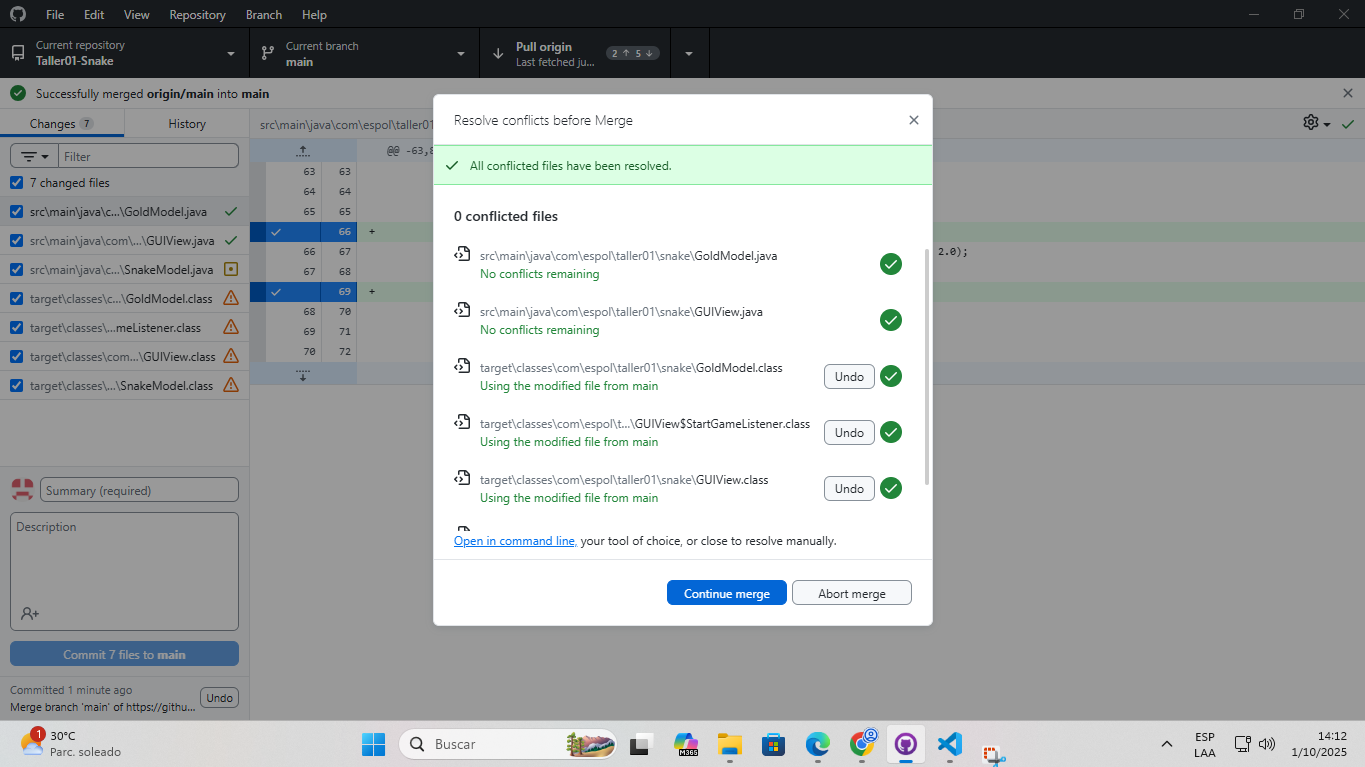 File Edit View Repository Branch Help
Current repository
Taller01-Snake
Current branch
main
Pull origin
Last fetched ju...
2 ↑ 5 ↓
Successfully merged origin/main into main
Changes 7
History
Filter
7 changed files
src\main\java\c...\GoldModel.java
src\main\java\com\...\GUIView.java
src\main\java\c...\SnakeModel.java
target\classes\c...\GoldModel.class
target\classes\...meListener.class
target\classes\com...\GUIView.class
target\classes\...\SnakeModel.class
Summary (required)
Description
Commit 7 files to main
Committed 1 minute ago
Merge branch 'main' of https://githu...
Undo
src\main\java\com\espol\taller01
@@ -63,
63 63
64 64
65 65
66 +
66 67 2.0);
67 68
69 +
68 70
69 71
70 72
Resolve conflicts before Merge
All conflicted files have been resolved.
0 conflicted files
src\main\java\com\espol\taller01\snake\GoldModel.java
No conflicts remaining
src\main\java\com\espol\taller01\snake\GUIView.java
No conflicts remaining
target\classes\com\espol\taller01\snake\GoldModel.class
Using the modified file from main
Undo
target\classes\com\espol\t...\GUIView$StartGameListener.class
Using the modified file from main
Undo
target\classes\com\espol\taller01\snake\GUIView.class
Using the modified file from main
Undo
Open in command line, your tool of choice, or close to resolve manually.
Continue merge
Abort merge
1
30°C
Parc. soleado
Buscar
M365
ESP
LAA
14:12
1/10/2025